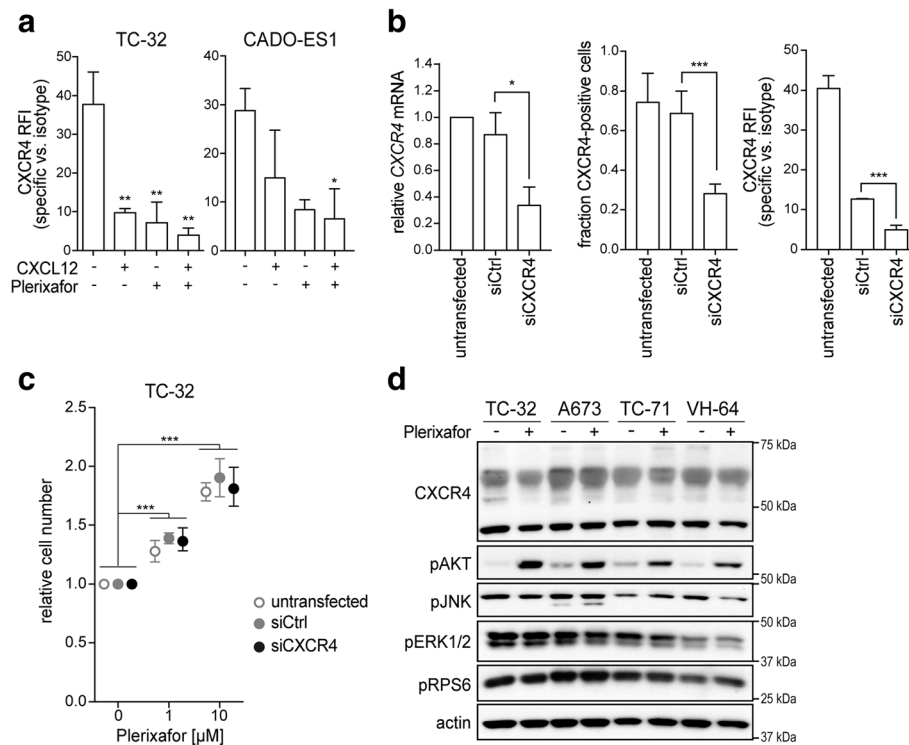 a
TC-32
CADO-ES1
CXCR4 RFI
(specific vs. isotype)
50
40
30
20
10
0
**
**
**
40
30
20
10
0
*
CXCL12 - + - + - + - +
Plerixafor - - + + - - + +
b
relative CXCR4 mRNA
1.4
1.2
1.0
0.8
0.6
0.4
0.2
0.0
*
untransfected
siCtrl
siCXCR4
fraction CXCR4-positive cells
1.0
0.8
0.6
0.4
0.2
0.0
***
untransfected
siCtrl
siCXCR4
CXCR4 RFI
(specific vs. isotype)
50
40
30
20
10
0
***
untransfected
siCtrl
siCXCR4
c
TC-32
relative cell number
2.5
2.0
1.5
1.0
0.5
0.0
***
***
untransfected
siCtrl
siCXCR4
0 1 10
Plerixafor [µM]
d
TC-32 A673 TC-71 VH-64
Plerixafor - + - + - + - +
75 kDa
CXCR4
50 kDa
pAKT
50 kDa
pJNK
50 kDa
pERK1/2
37 kDa
pRPS6
25 kDa
actin
37 kDa